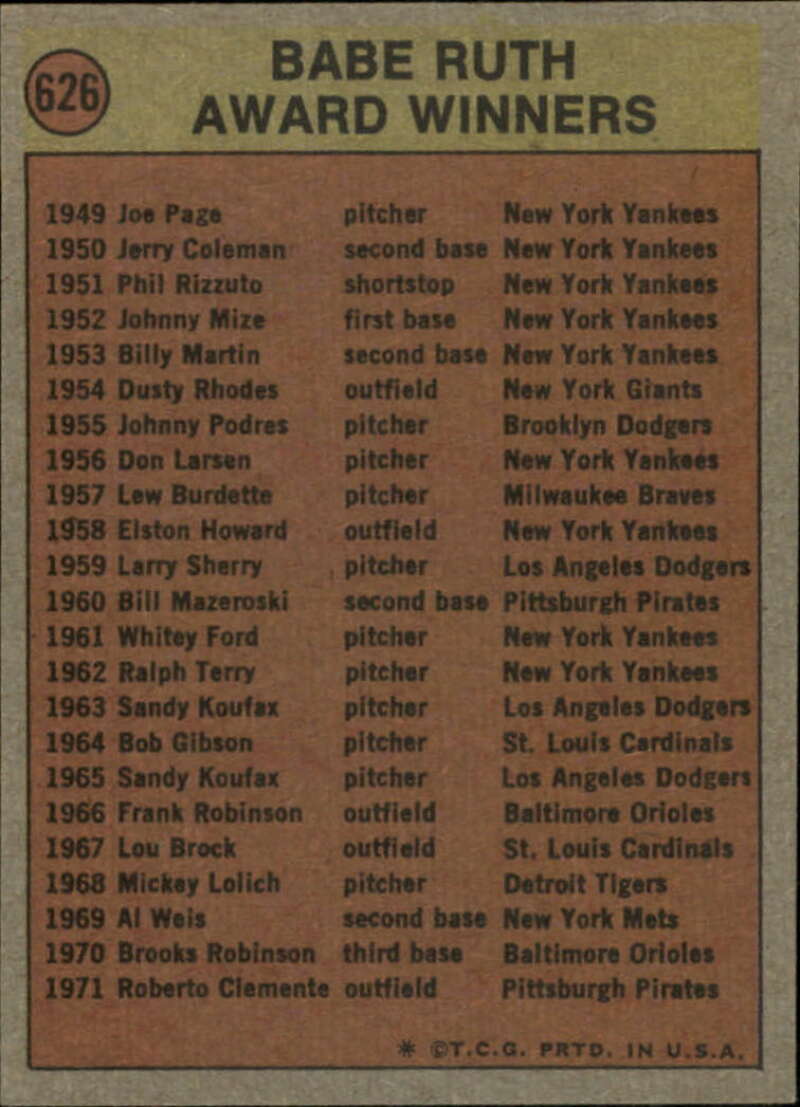 626
BABE RUTH
AWARD WINNERS
1949 Joe Page pitcher New York Yankees
1950 Jerry Coleman second base New York Yankees
1951 Phil Rizzuto shortstop New York Yankees
1952 Johnny Mize first base New York Yankees
1953 Billy Martin second base New York Yankees
1954 Dusty Rhodes outfield New York Giants
1955 Johnny Podres pitcher Brooklyn Dodgers
1956 Don Larsen pitcher New York Yankees
1957 Lew Burdette pitcher Milwaukee Braves
1958 Elston Howard outfield New York Yankees
1959 Larry Sherry pitcher Los Angeles Dodgers
1960 Bill Mazeroski second base Pittsburgh Pirates
1961 Whitey Ford pitcher New York Yankees
1962 Ralph Terry pitcher New York Yankees
1963 Sandy Koufax pitcher Los Angeles Dodgers
1964 Bob Gibson pitcher St. Louis Cardinals
1965 Sandy Koufax pitcher Los Angeles Dodgers
1966 Frank Robinson outfield Baltimore Orioles
1967 Lou Brock outfield St. Louis Cardinals
1968 Mickey Lolich pitcher Detroit Tigers
1969 Al Weis second base New York Mets
1970 Brooks Robinson third base Baltimore Orioles
1971 Roberto Clemente outfield Pittsburgh Pirates
* ©T.C.G. PRTD. IN U.S.A.